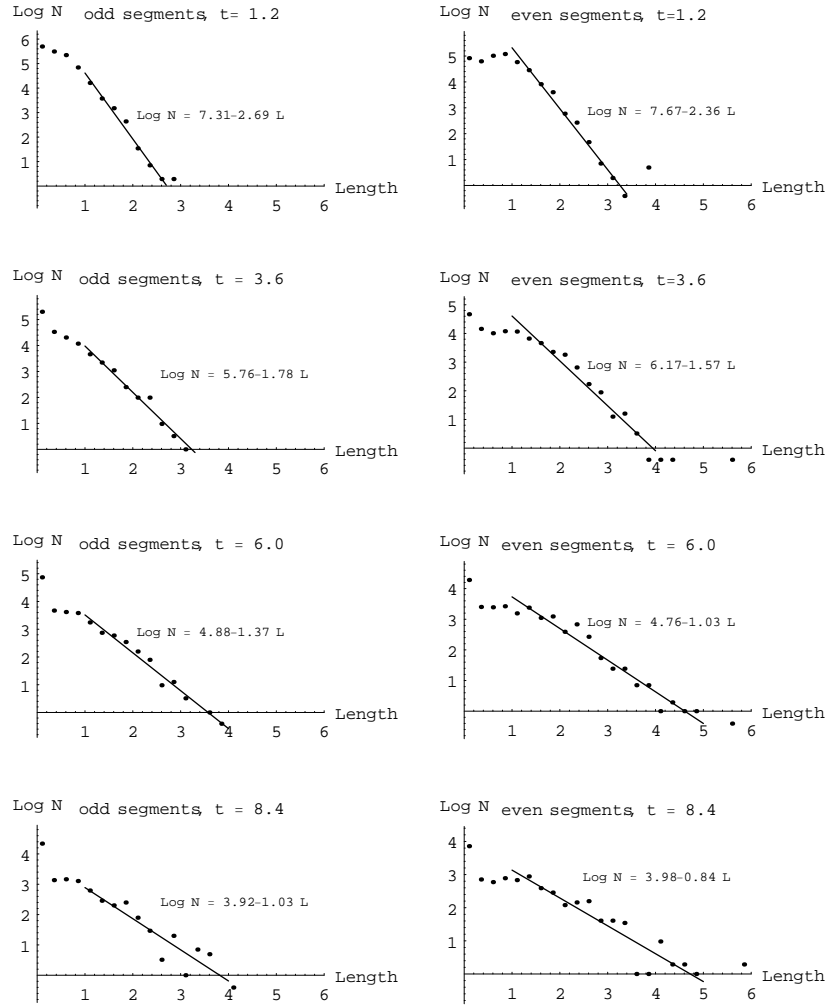 Log N odd segments, t= 1.2
6
5
4
3
2
1
Log N = 7.31-2.69 L
Length
1 2 3 4 5 6
Log N even segments, t=1.2
5
4
3
2
1
Log N = 7.67-2.36 L
Length
1 2 3 4 5 6
Log N odd segments, t = 3.6
5
4
3
2
1
Log N = 5.76-1.78 L
Length
1 2 3 4 5 6
Log N even segments, t=3.6
5
4
3
2
1
Log N = 6.17-1.57 L
Length
1 2 3 4 5 6
Log N odd segments, t = 6.0
5
4
3
2
1
Log N = 4.88-1.37 L
Length
1 2 3 4 5 6
Log N even segments, t = 6.0
4
3
2
1
Log N = 4.76-1.03 L
Length
1 2 3 4 5 6
Log N odd segments, t = 8.4
4
3
2
1
Log N = 3.92-1.03 L
Length
1 2 3 4 5 6
Log N even segments, t = 8.4
4
3
2
1
Log N = 3.98-0.84 L
Length
1 2 3 4 5 6